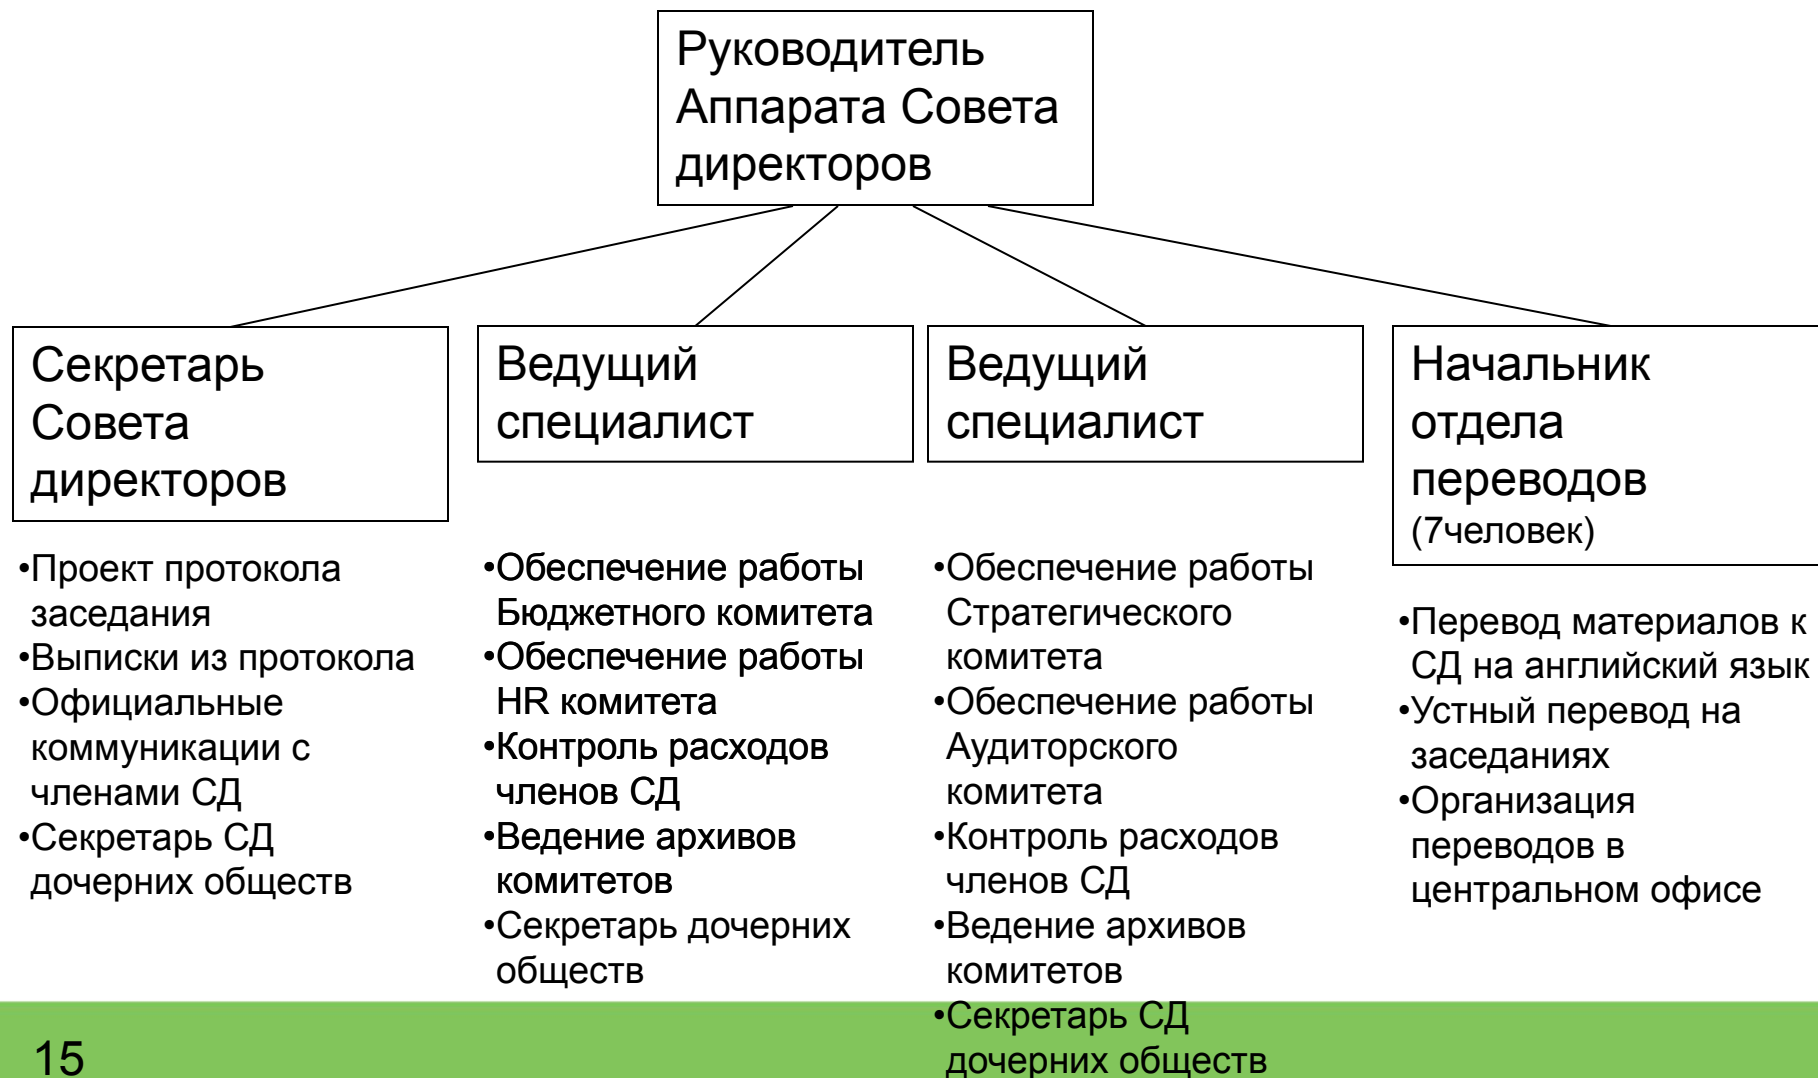 Руководитель
Аппарата Совета
директоров
Секретарь
Совета
директоров
•Проект протокола
заседания
•Выписки из протокола
•Официальные
коммуникации с
членами СД
•Секретарь СД
дочерних обществ
Ведущий
специалист
•Обеспечение работы
Бюджетного комитета
•Обеспечение работы
HR комитета
•Контроль расходов
членов СД
•Ведение архивов
комитетов
•Секретарь дочерних
обществ
Ведущий
специалист
•Обеспечение работы
Стратегического
комитета
•Обеспечение работы
Аудиторского
комитета
•Контроль расходов
членов СД
•Ведение архивов
комитетов
•Секретарь СД
дочерних обществ
Начальник
отдела
переводов
(7человек)
•Перевод материалов к
СД на английский язык
•Устный перевод на
заседаниях
•Организация
переводов в
центральном офисе
15